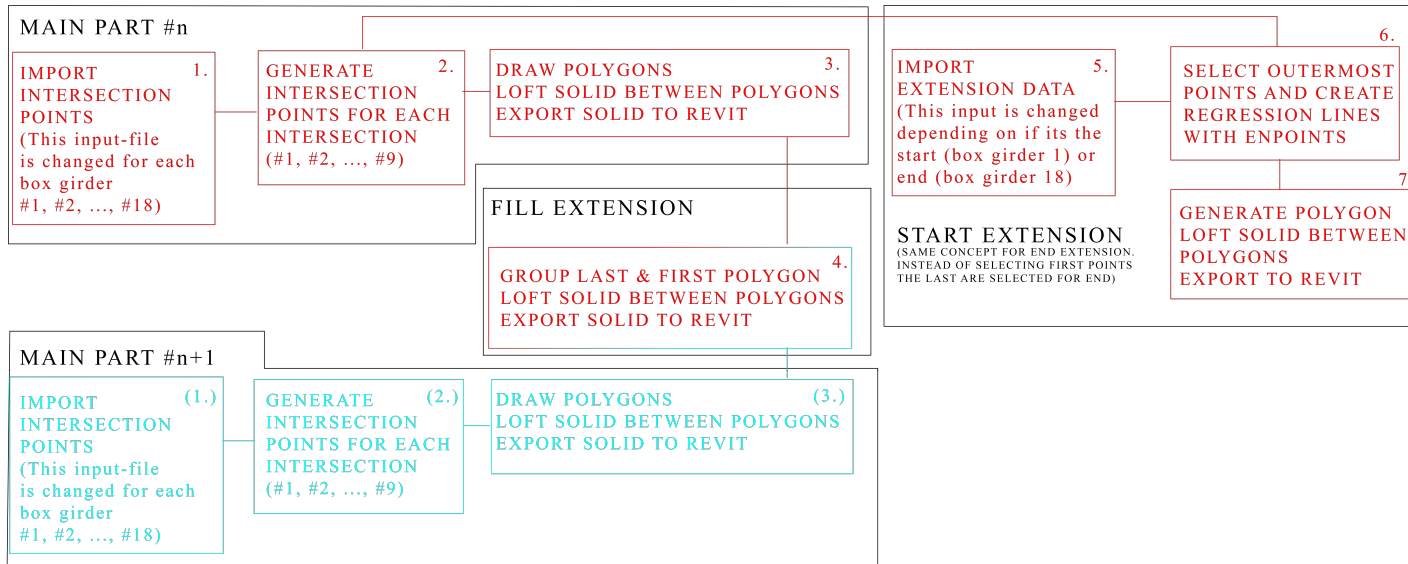 MAIN PART #n
1.
IMPORT
INTERSECTION
POINTS
(This input-file
is changed for each
box girder
#1, #2, ..., #18)
2.
GENERATE
INTERSECTION
POINTS FOR EACH
INTERSECTION
(#1, #2, ..., #9)
3.
DRAW POLYGONS
LOFT SOLID BETWEEN POLYGONS
EXPORT SOLID TO REVIT
FILL EXTENSION
4.
GROUP LAST & FIRST POLYGON
LOFT SOLID BETWEEN POLYGONS
EXPORT SOLID TO REVIT
5.
IMPORT
EXTENSION DATA
(This input is changed
depending on if its the
start (box girder 1) or
end (box girder 18)
6.
SELECT OUTERMOST
POINTS AND CREATE
REGRESSION LINES
WITH ENPOINTS
7
GENERATE POLYGON
LOFT SOLID BETWEEN
POLYGONS
EXPORT TO REVIT
START EXTENSION
(SAME CONCEPT FOR END EXTENSION.
INSTEAD OF SELECTING FIRST POINTS
THE LAST ARE SELECTED FOR END)
MAIN PART #n+1
(1.)
IMPORT
INTERSECTION
POINTS
(This input-file
is changed for each
box girder
#1, #2, ..., #18)
(2.)
GENERATE
INTERSECTION
POINTS FOR EACH
INTERSECTION
(#1, #2, ..., #9)
(3.)
DRAW POLYGONS
LOFT SOLID BETWEEN POLYGONS
EXPORT SOLID TO REVIT